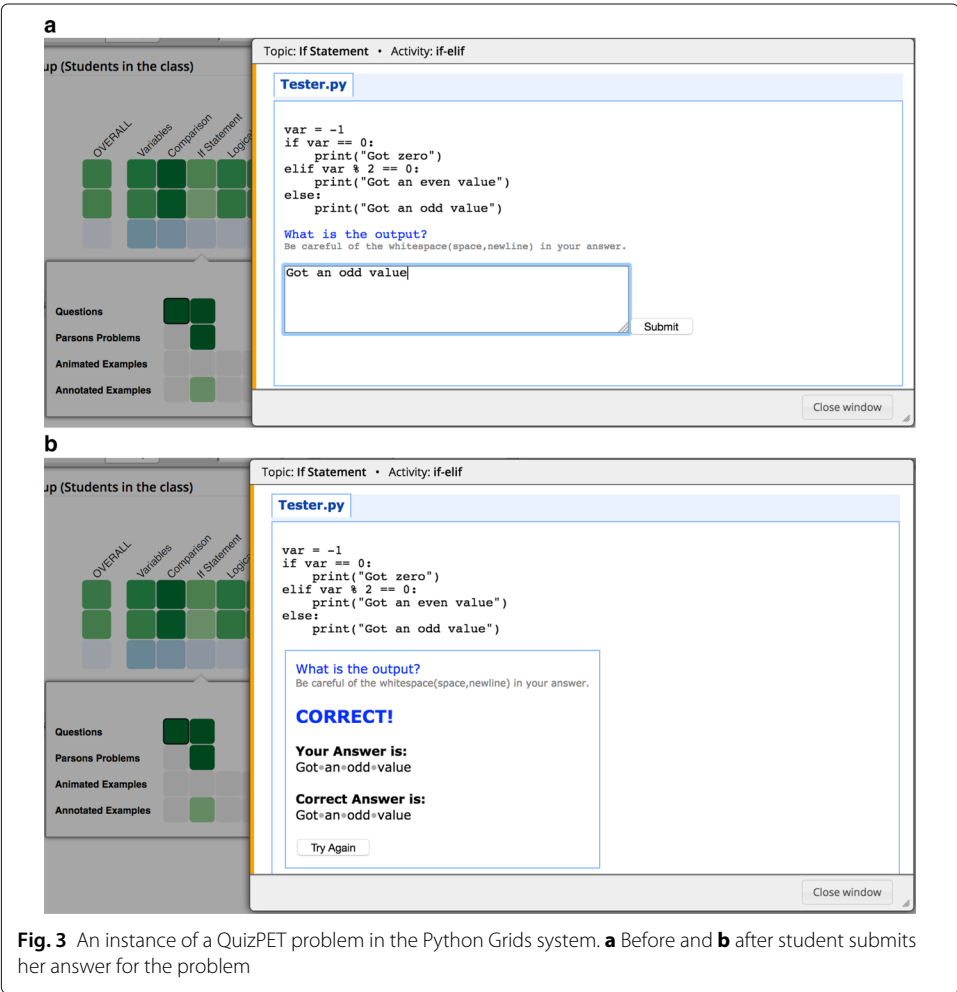 a
up (Students in the class)
OVERALL
Variables
Comparison
If Statement
Questions
Parsons Problems
Animated Examples
Annotated Examples
Topic: If Statement • Activity: if-elif
Tester.py
var = -1
if var == 0:
    print("Got zero")
elif var % 2 == 0:
    print("Got an even value")
else:
    print("Got an odd value")
What is the output?
Be careful of the whitespace(space,newline) in your answer.
Got an odd value
Submit
Close window
b
up (Students in the class)
OVERALL
Variables
Comparison
If Statement
Questions
Parsons Problems
Animated Examples
Annotated Examples
Topic: If Statement • Activity: if-elif
Tester.py
var = -1
if var == 0:
    print("Got zero")
elif var % 2 == 0:
    print("Got an even value")
else:
    print("Got an odd value")
What is the output?
Be careful of the whitespace(space,newline) in your answer.
CORRECT!
Your Answer is:
Got•an•odd•value
Correct Answer is:
Got•an•odd•value
Try Again
Close window
Fig. 3 An instance of a QuizPET problem in the Python Grids system. a Before and b after student submits
her answer for the problem